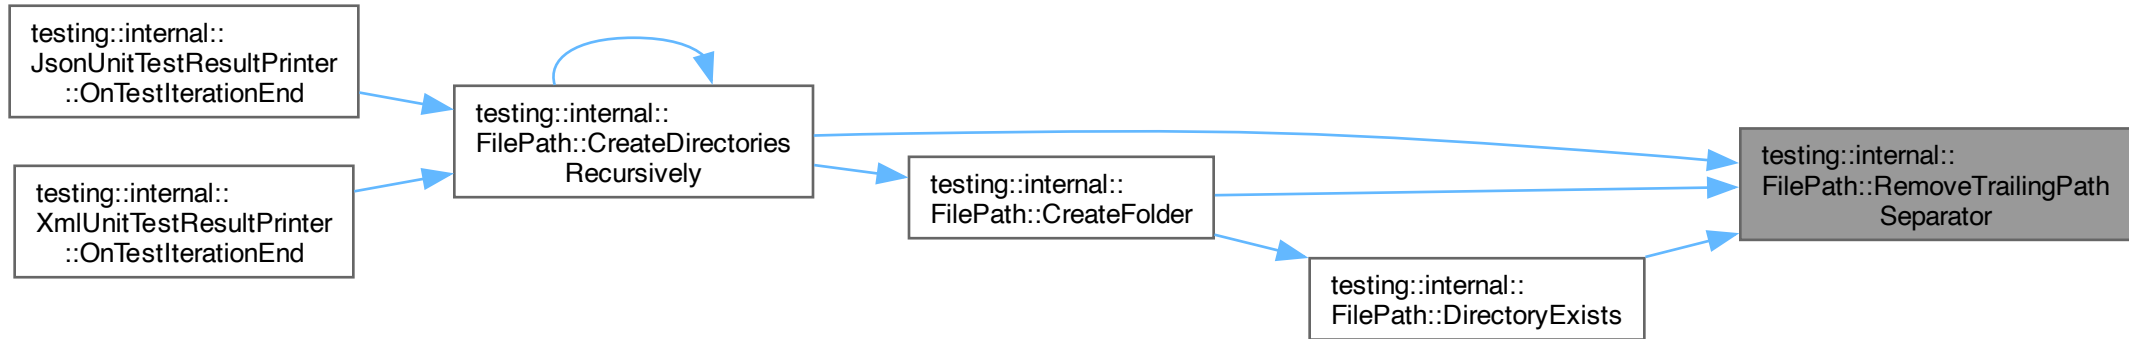 testing::internal::
JsonUnitTestResultPrinter
::OnTestIterationEnd
testing::internal::
XmlUnitTestResultPrinter
::OnTestIterationEnd
testing::internal::
FilePath::CreateDirectories
Recursively
testing::internal::
FilePath::CreateFolder
testing::internal::
FilePath::DirectoryExists
testing::internal::
FilePath::RemoveTrailingPath
Separator